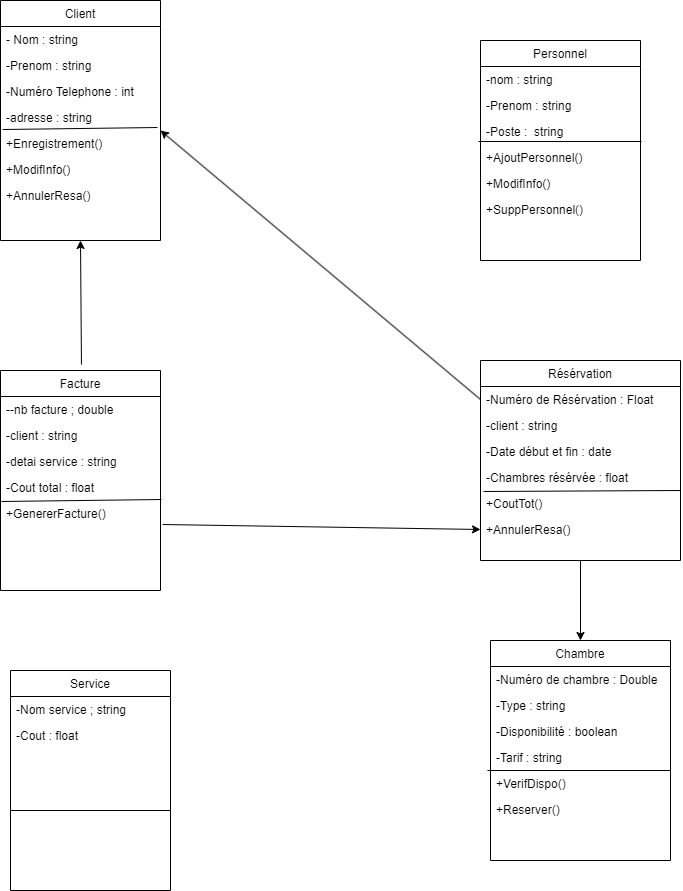 Client
- Nom : string
-Prenom : string
-Numéro Telephone : int
-adresse : string
+Enregistrement()
+ModifInfo()
+AnnulerResa()
Personnel
-nom : string
-Prenom : string
-Poste :  string
+AjoutPersonnel()
+ModifInfo()
+SuppPersonnel()
Facture
--nb facture ; double
-client : string
-detai service : string
-Cout total : float
+GenererFacture()
Résérvation
-Numéro de Résérvation : Float
-client : string
-Date début et fin : date
-Chambres résérvée : float
+CoutTot()
+AnnulerResa()
Service
-Nom service ; string
-Cout : float
Chambre
-Numéro de chambre : Double
-Type : string
-Disponibilité : boolean
-Tarif : string
+VerifDispo()
+Reserver()